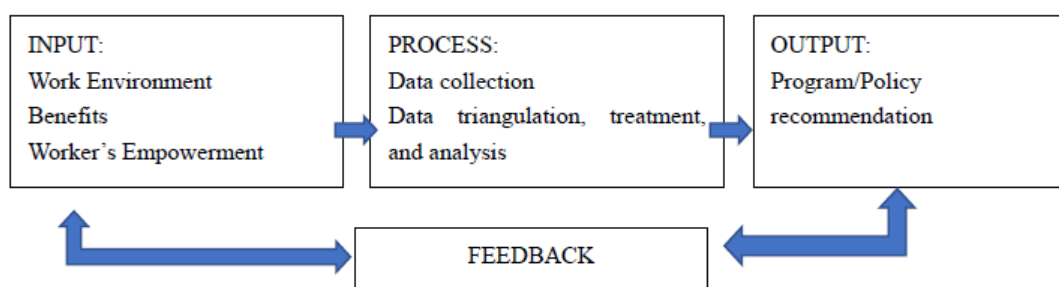 INPUT:
Work Environment
Benefits
Worker's Empowerment
PROCESS:
Data collection
Data triangulation, treatment,
and analysis
OUTPUT:
Program/Policy
recommendation
FEEDBACK